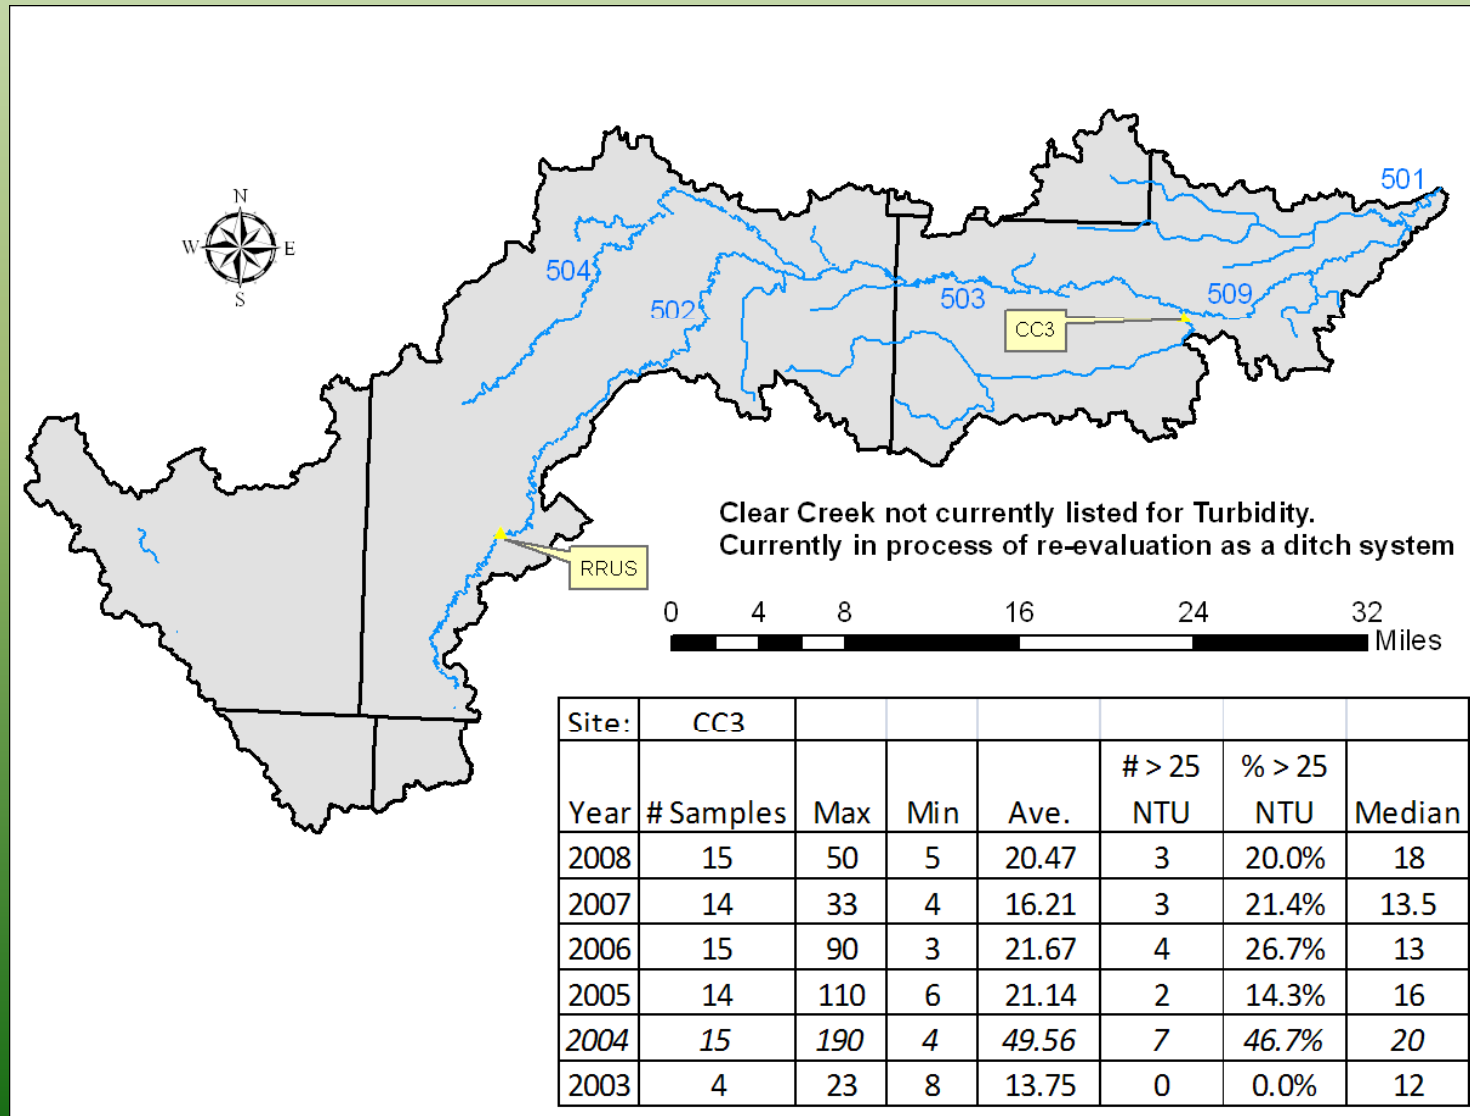 N
W E
S
501
504
502
503
509
CC3
RRUS
Clear Creek not currently listed for Turbidity.
Currently in process of re-evaluation as a ditch system
0 4 8 16 24 32
Miles
Site: CC3
Year # Samples Max Min Ave. # > 25 NTU % > 25 NTU Median
2008 15 50 5 20.47 3 20.0% 18
2007 14 33 4 16.21 3 21.4% 13.5
2006 15 90 3 21.67 4 26.7% 13
2005 14 110 6 21.14 2 14.3% 16
2004 15 190 4 49.56 7 46.7% 20
2003 4 23 8 13.75 0 0.0% 12